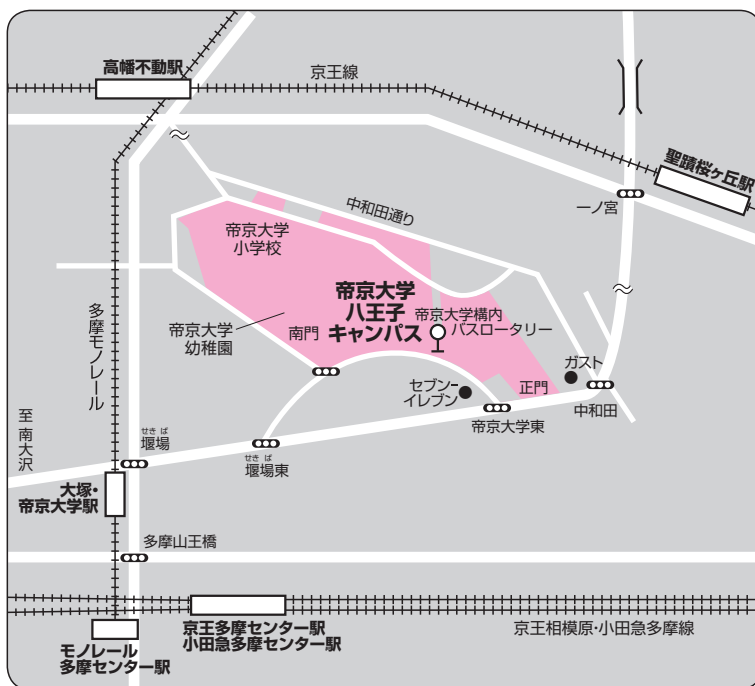 高幡不動駅
京王線
聖蹟桜ヶ丘駅
一ノ宮
中和田通り
帝京大学
小学校
帝京大学
八王子
キャンパス
帝京大学構内
バスロータリー
帝京大学
幼稚園
南門
多摩モノレール
ガスト
セブン-
イレブン
正門
中和田
帝京大学東
至 南大沢
せき ば
堰場
せき ば
堰場東
大塚・
帝京大学駅
多摩山王橋
京王多摩センター駅
小田急多摩センター駅
京王相模原・小田急多摩線
モノレール
多摩センター駅